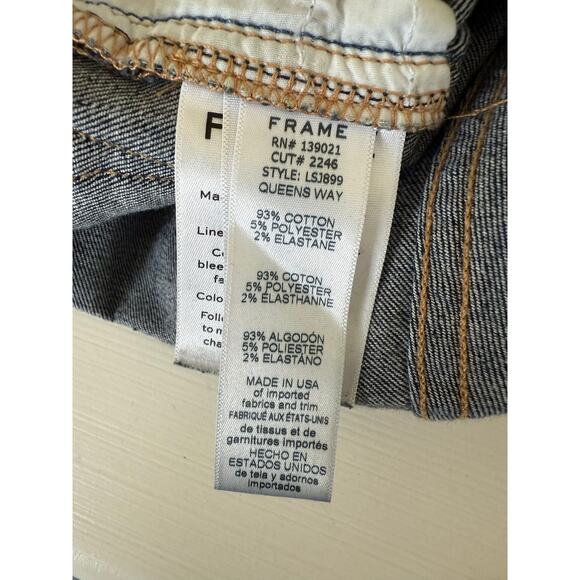 FRAME
RN# 139021
CUT# 2246
STYLE: LSJ899
QUEENS WAY
93% COTTON
5% POLYESTER
2% ELASTANE
93% COTON
5% POLYESTER
2% ÉLASTHANNE
93% ALGODÓN
5% POLIESTER
2% ELASTANO
MADE IN USA
of imported
fabrics and trim
FABRIQUÉ AUX ÉTATS-UNIS
de tissus et de
garnitures importés
HECHO EN
ESTADOS UNIDOS
de tela y adornos
importados
F
Ma
Line
Co
blee
fa
Colo
Follo
to m
cha